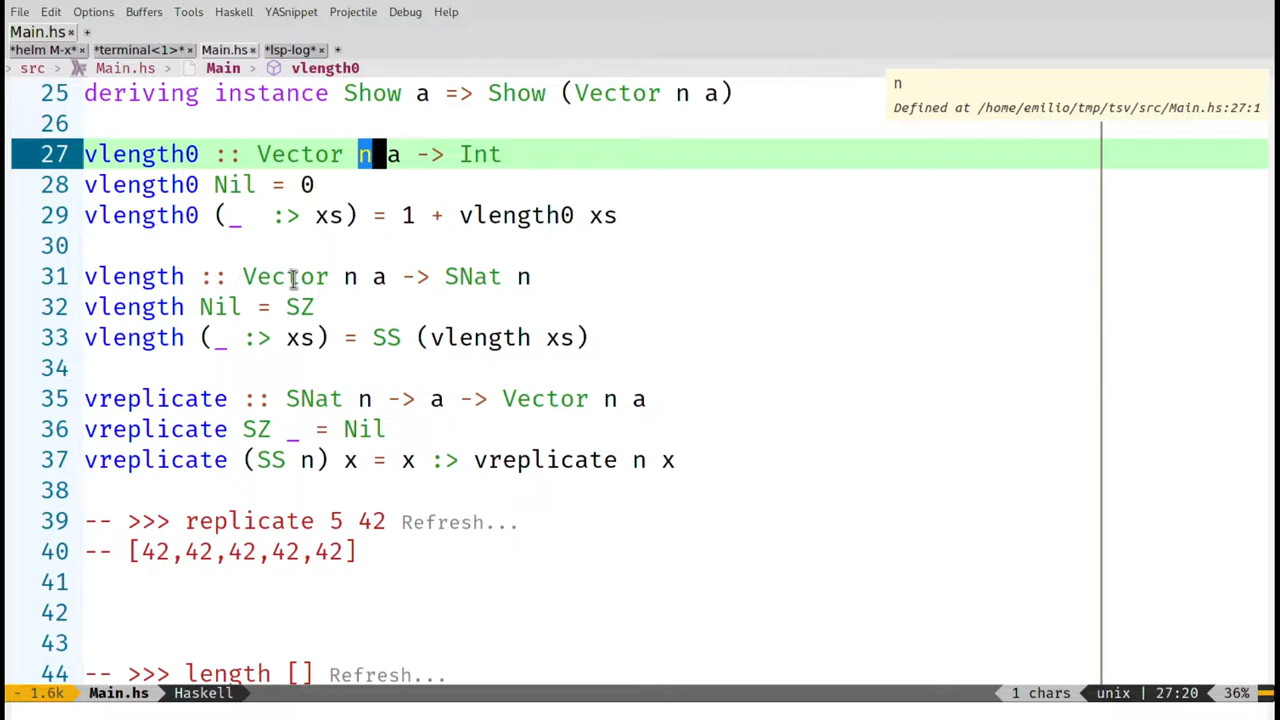 File Edit Options Buffers Tools Haskell YASnippet Projectile Debug Help
Main.hs× +
*helm M-x*× *terminal<1>*× Main.hs× *lsp-log*× +
> src > Main.hs > Main > vlength0
n
Defined at /home/emilio/tmp/tsv/src/Main.hs:27:1
25 deriving instance Show a => Show (Vector n a)
26
27 vlength0 :: Vector n a -> Int
28 vlength0 Nil = 0
29 vlength0 (_  :> xs) = 1 + vlength0 xs
30
31 vlength :: Vector n a -> SNat n
32 vlength Nil = SZ
33 vlength (_ :> xs) = SS (vlength xs)
34
35 vreplicate :: SNat n -> a -> Vector n a
36 vreplicate SZ _ = Nil
37 vreplicate (SS n) x = x :> vreplicate n x
38
39 -- >>> replicate 5 42 Refresh...
40 -- [42,42,42,42,42]
41
42
43
44 -- >>> length [] Refresh...
- 1.6k Main.hs Haskell 1 chars unix | 27:20 36%